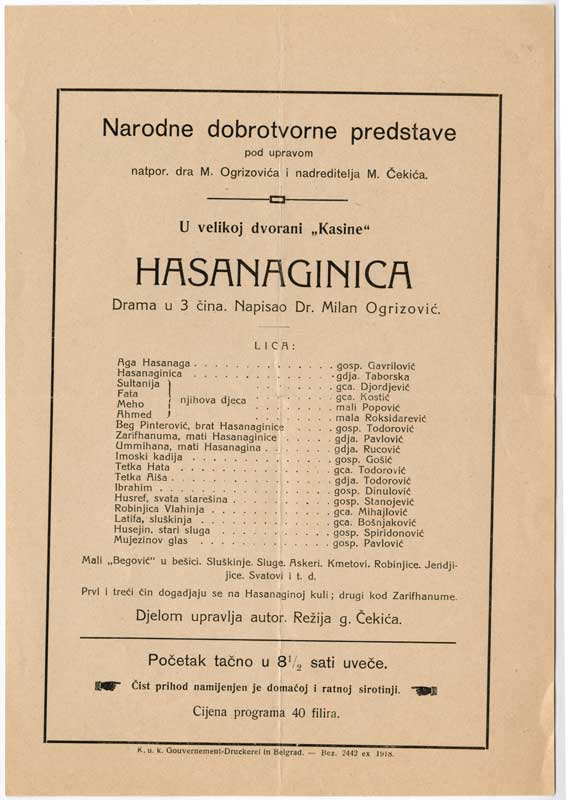 Narodne dobrotvorne predstave
pod upravom
natpor. dra M. Ogrizovića i nadreditelja M. Čekića.
U velikoj dvorani „Kasine“
HASANAGINICA
Drama u 3 čina. Napisao Dr. Milan Ogrizović.
LICA:
Aga Hasanaga . . . . . . . . . . . . . . gosp. Gavrilović
Hasanaginica . . . . . . . . . . . . . . gdja. Taborska
Sultanija . . . . . . . . gca. Djordjević
Fata . . . . . . . . gca. Kostić
njihova djeca
Meho . . . . . . . . mali Popović
Ahmed . . . . . . . . mala Roksidarević
Beg Pinterović, brat Hasanaginice . . . . . gosp. Todorović
Zarifhanuma, mati Hasanaginice . . . . . gdja. Pavlović
Ummihana, mati Hasanagina . . . . . . . gdja. Rucović
Imoski kadija . . . . . . . . . . . . . . gosp. Gošić
Tetka Hata . . . . . . . . . . . . . . gca. Todorović
Tetka Aiša . . . . . . . . . . . . . . gdja. Todorović
Ibrahim . . . . . . . . . . . . . . gosp. Dinulović
Husref, svata starešina . . . . . . . . . gosp. Stanojević
Robinjica Vlahinja . . . . . . . . . . . gca. Mihajlović
Latifa, sluškinja . . . . . . . . . . . . gca. Bošnjaković
Husejin, stari sluga . . . . . . . . . . gosp. Spiridonović
Mujezinov glas . . . . . . . . . . . . gosp. Pavlović
Mali „Begović“ u bešici. Sluškinje. Sluge. Askeri. Kmetovi. Robinjice. Jendji-
jice. Svatovi i t. d.
Prvi i treći čin dogadjaju se na Hasanaginoj kuli; drugi kod Zarifhanume.
Djelom upravlja autor. Režija g. Čekića.
Početak tačno u 8 1/2 sati uveče.
Čist prihod namijenjen je domaćoj i ratnoj sirotinji.
Cijena programa 40 filira.
K. u. k. Gouvernement-Druckerei in Belgrad. — Bez. 2442 ex 1918.